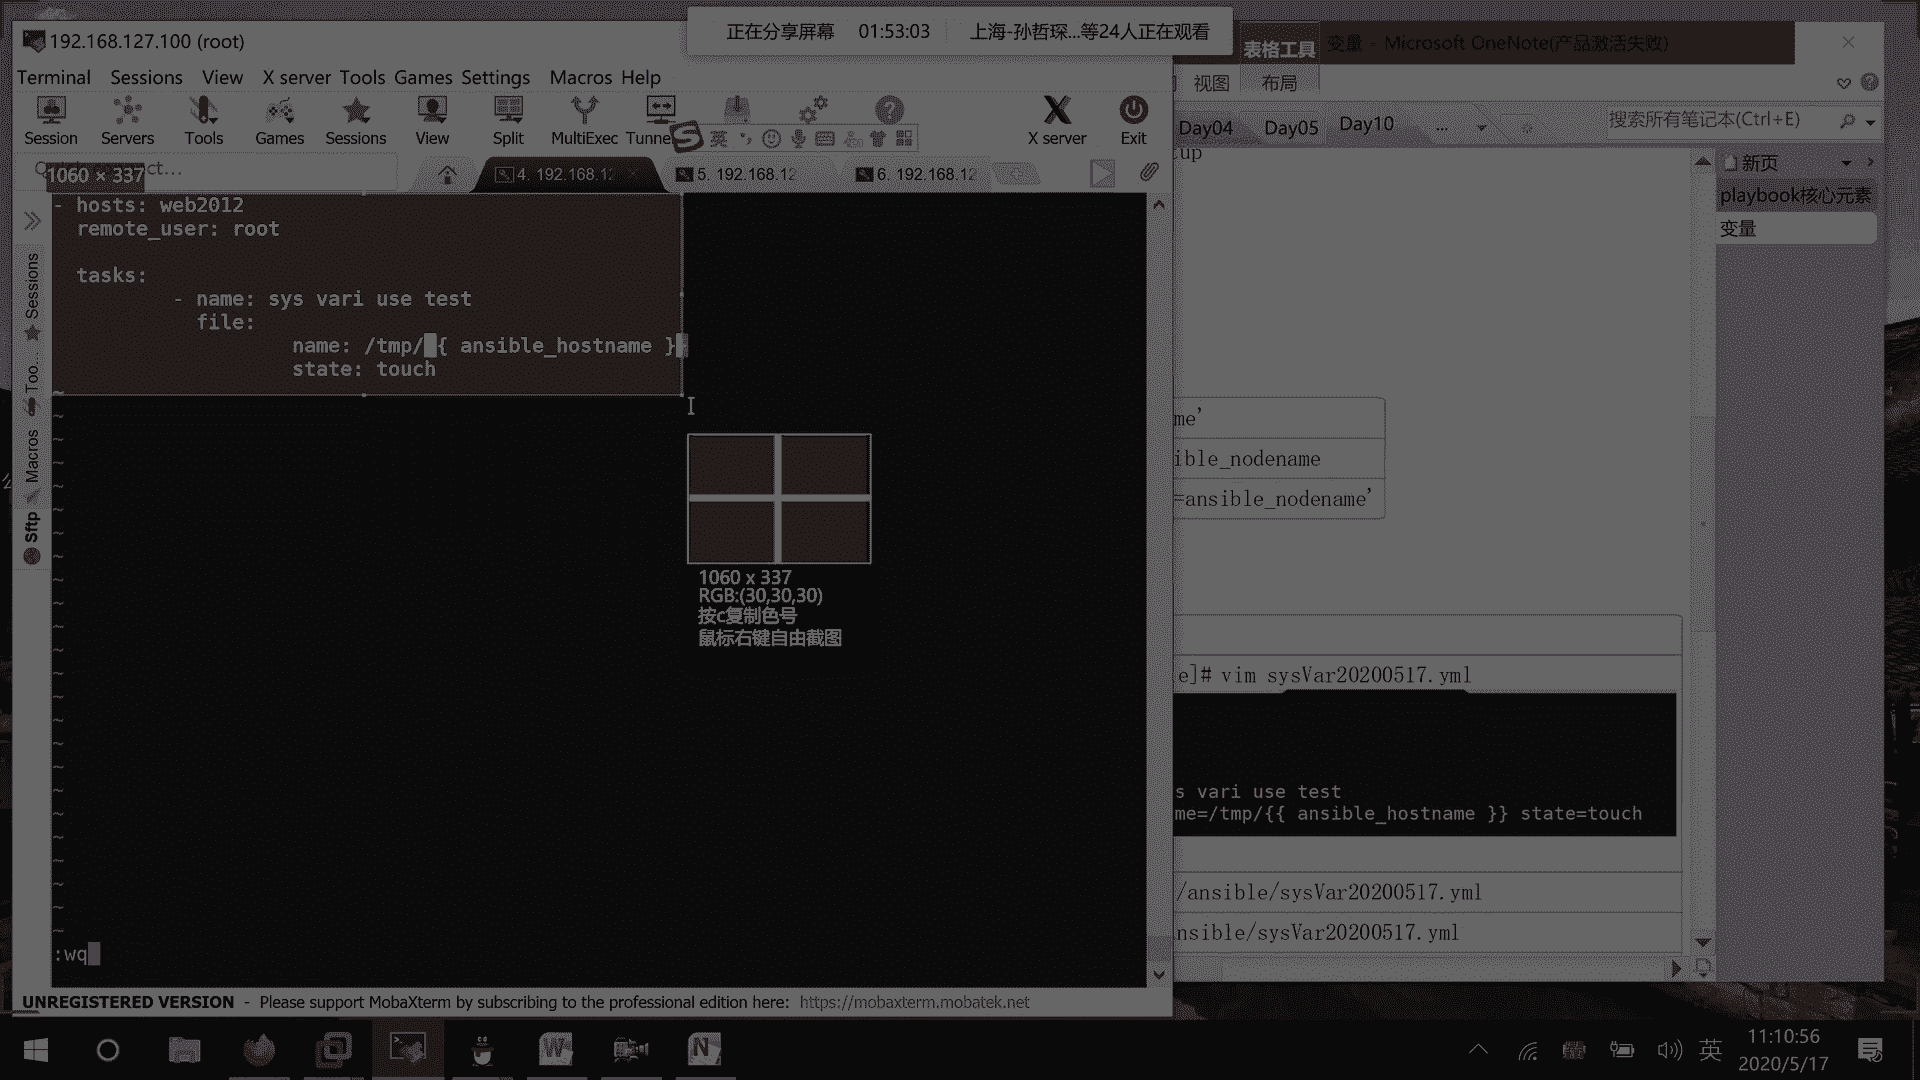 正在分享屏幕 01:53:03 上海-孙哲琛...等24人正在观看
192.168.127.100 (root)
表格工具 变量 - Microsoft OneNote(产品激活失败)
Terminal Sessions View X server Tools Games Settings Macros Help
视图 布局
Session Servers Tools Games Sessions View Split MultiExec Tunne X server Exit
英
Day04 Day05 Day10 ... 搜索所有笔记本(Ctrl+E)
1060 × 337 ct...
4. 192.168.12 5. 192.168.12 6. 192.168.12
tup
新页
playbook核心元素
变量
Sessions
Too...
Macros
Sftp
- hosts: web2012
remote_user: root
tasks:
- name: sys vari use test
file:
name: /tmp/{{ ansible_hostname }}
state: touch
~
:wq
1060 x 337
RGB:(30,30,30)
按c复制色号
鼠标右键自由截图
me'
ible_nodename
=ansible_nodename'
e]# vim sysVar20200517.yml
s vari use test
me=/tmp/{{ ansible_hostname }} state=touch
/ansible/sysVar20200517.yml
nsible/sysVar20200517.yml
UNREGISTERED VERSION - Please support MobaXterm by subscribing to the professional edition here: https://mobaxterm.mobatek.net
英 11:10:56
2020/5/17